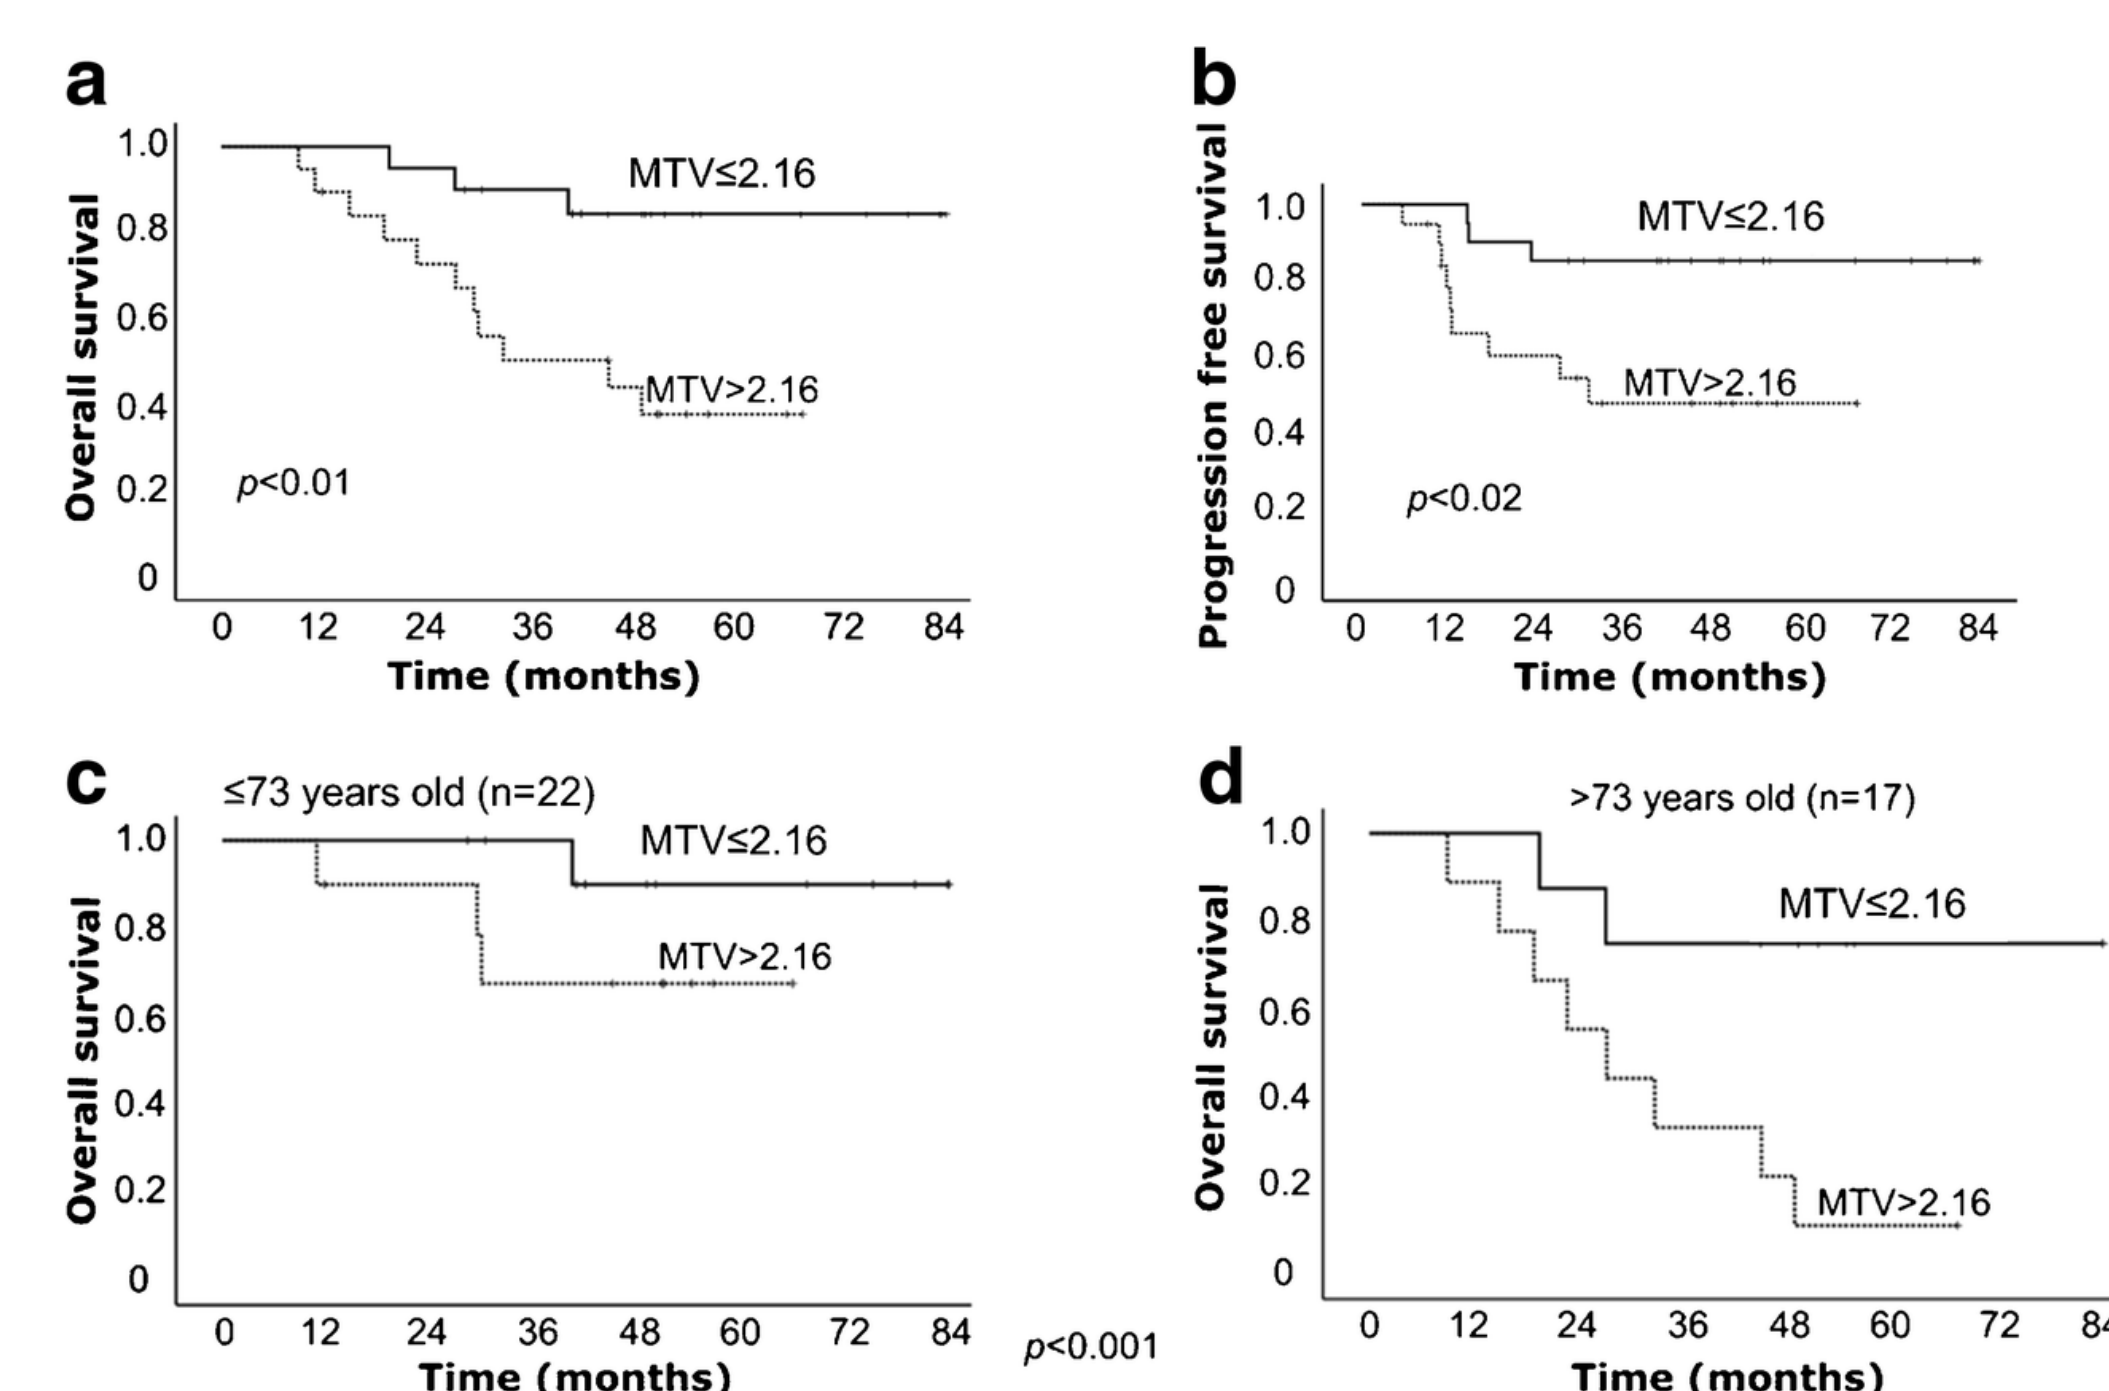 a
Overall survival
1.0
0.8
0.6
0.4
0.2
0
MTV≤2.16
MTV>2.16
p<0.01
0 12 24 36 48 60 72 84
Time (months)
b
Progression free survival
1.0
0.8
0.6
0.4
0.2
0
MTV≤2.16
MTV>2.16
p<0.02
0 12 24 36 48 60 72 84
Time (months)
c
≤73 years old (n=22)
Overall survival
1.0
0.8
0.6
0.4
0.2
0
MTV≤2.16
MTV>2.16
0 12 24 36 48 60 72 84
Time (months)
p<0.001
d
>73 years old (n=17)
Overall survival
1.0
0.8
0.6
0.4
0.2
0
MTV≤2.16
MTV>2.16
0 12 24 36 48 60 72 84
Time (months)